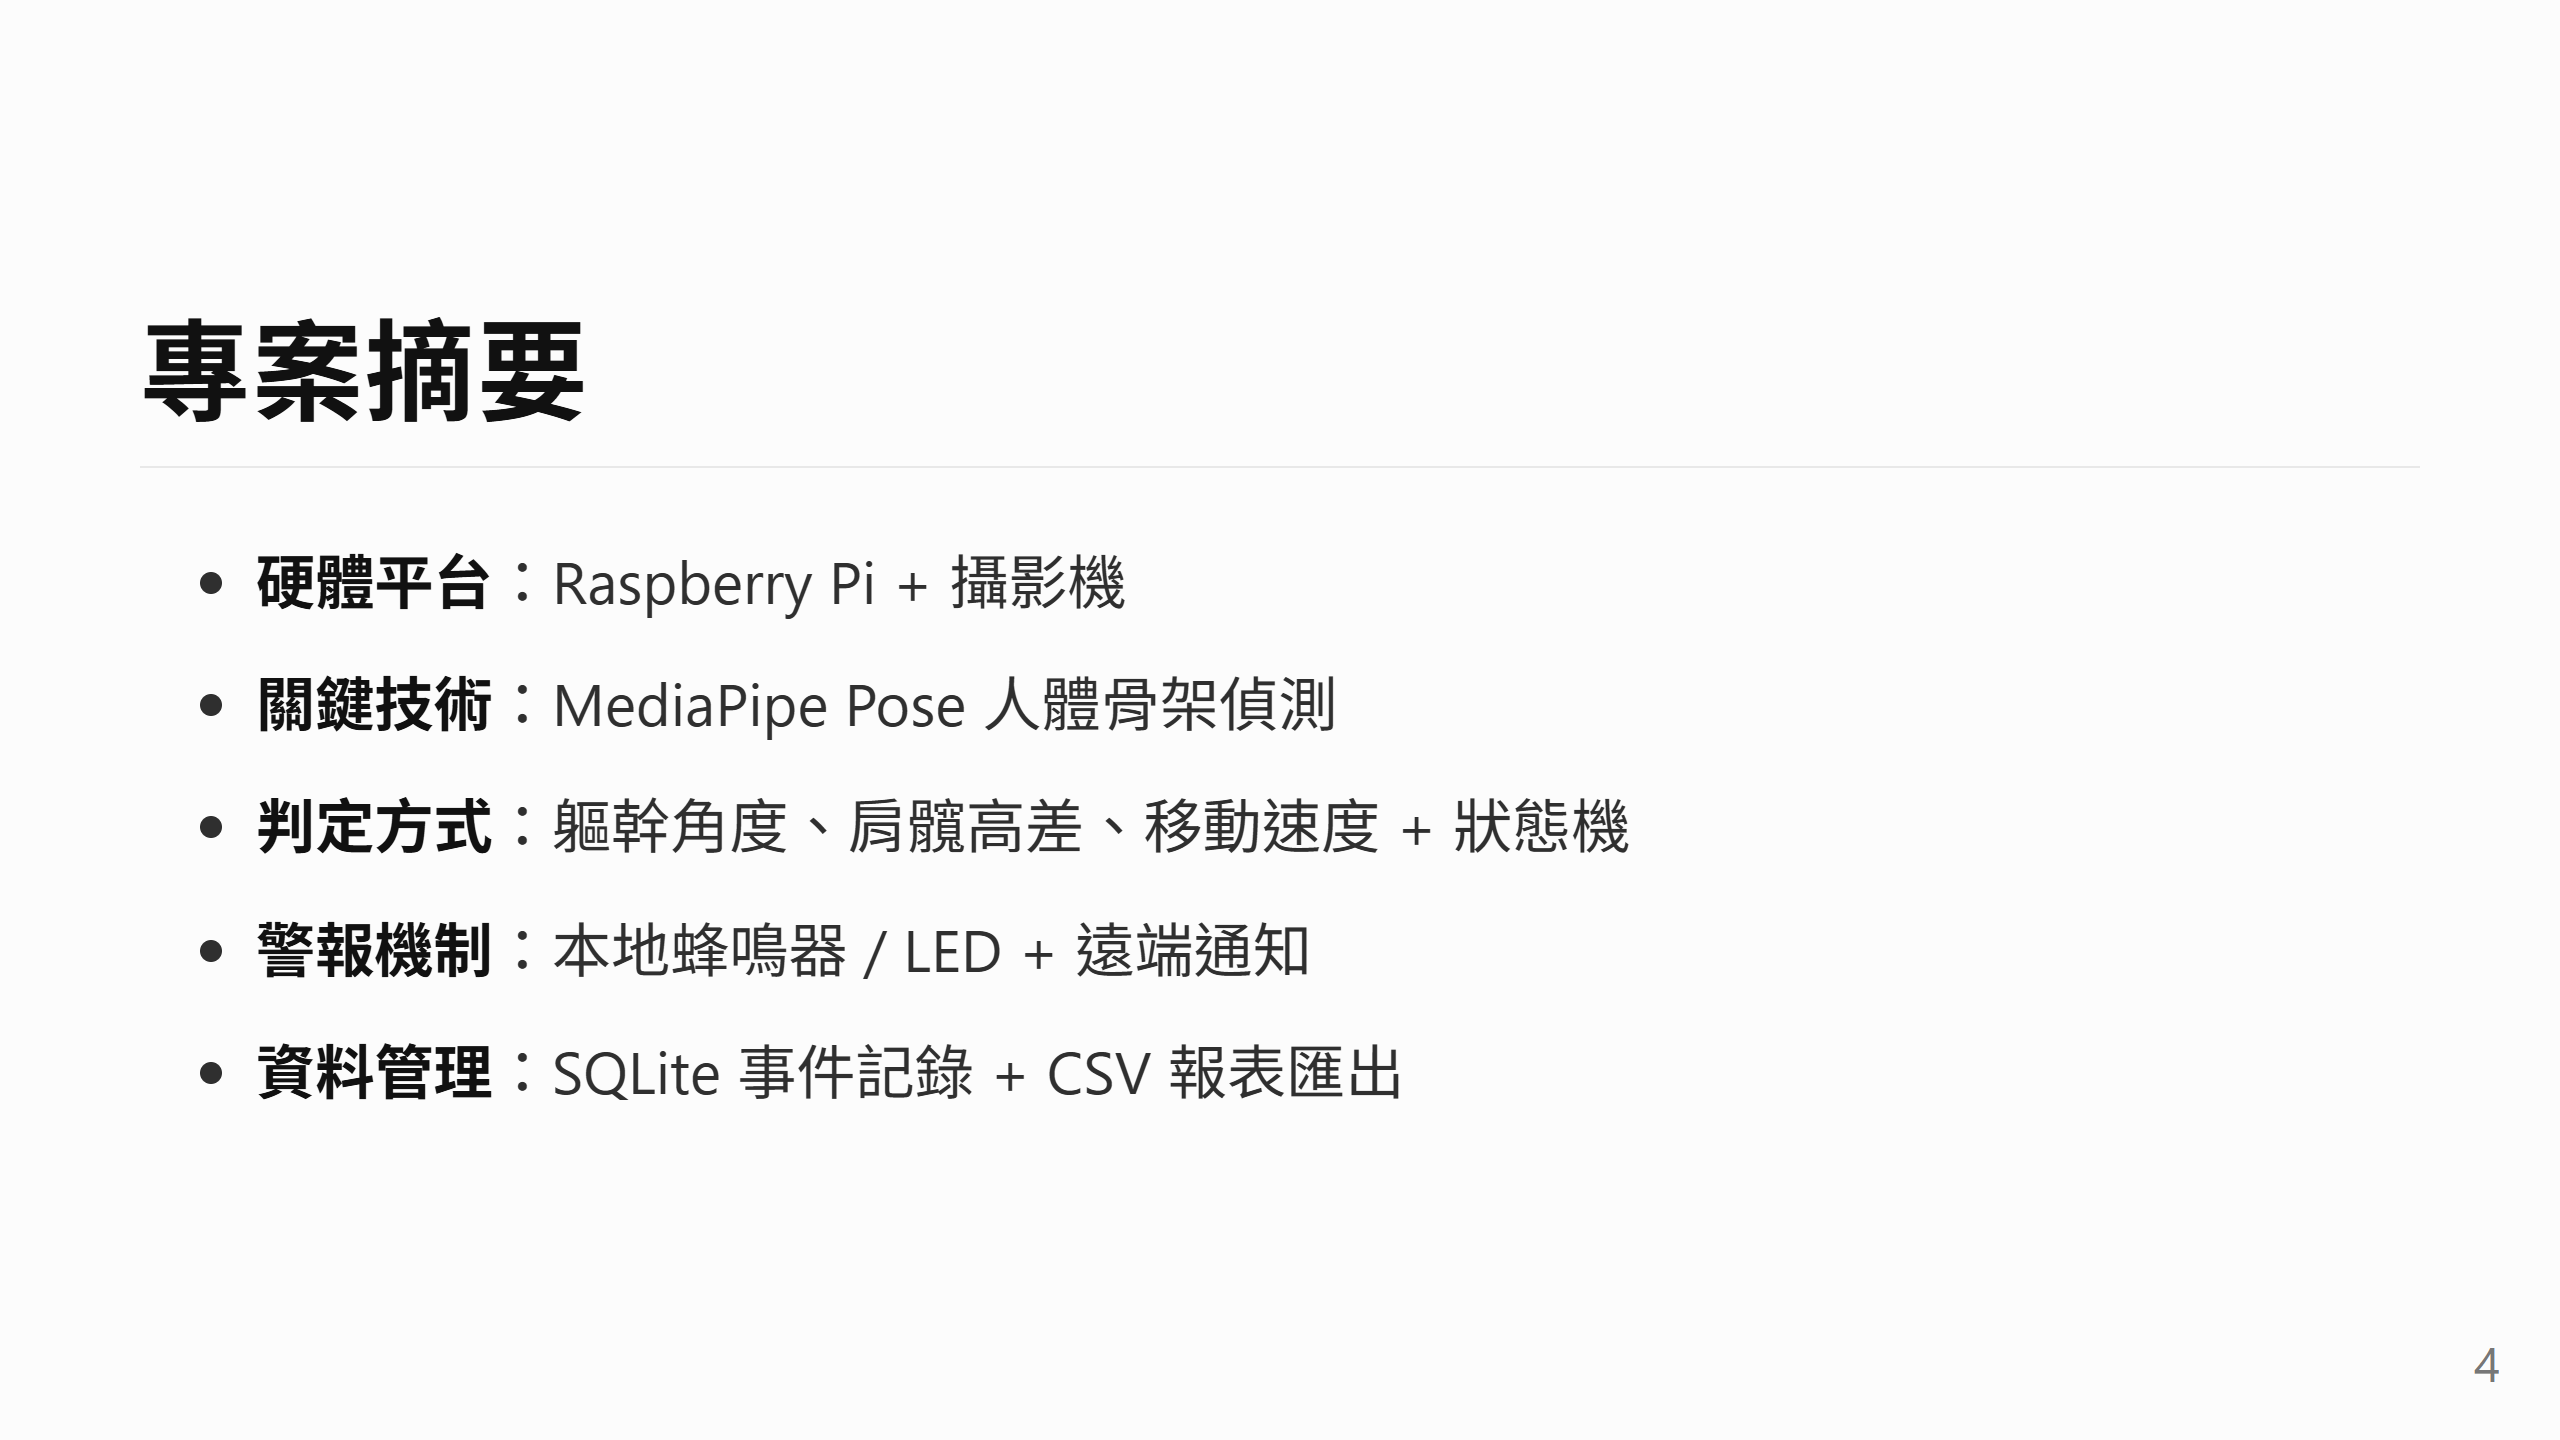 專案摘要
• 硬體平台：Raspberry Pi + 攝影機
• 關鍵技術：MediaPipe Pose 人體骨架偵測
• 判定方式：軀幹角度、肩髖高差、移動速度 + 狀態機
• 警報機制：本地蜂鳴器 / LED + 遠端通知
• 資料管理：SQLite 事件記錄 + CSV 報表匯出
4